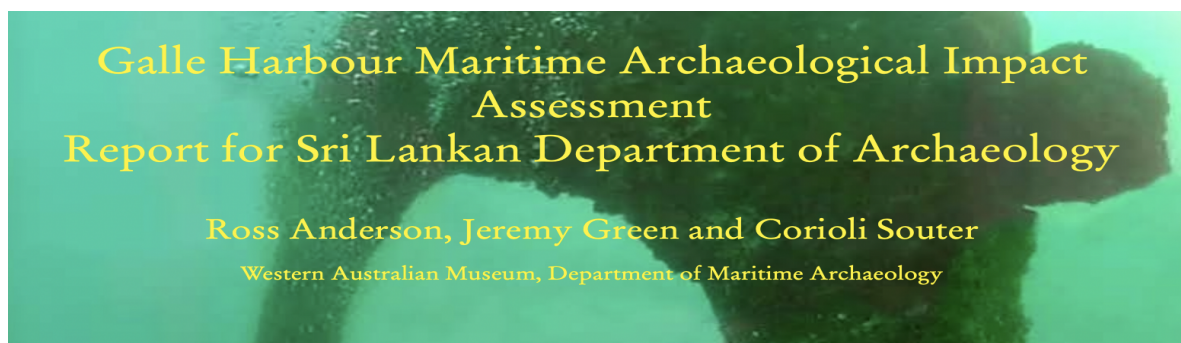 Galle Harbour Maritime Archaeological Impact
Assessment
Report for Sri Lankan Department of Archaeology
Ross Anderson, Jeremy Green and Corioli Souter
Western Australian Museum, Department of Maritime Archaeology